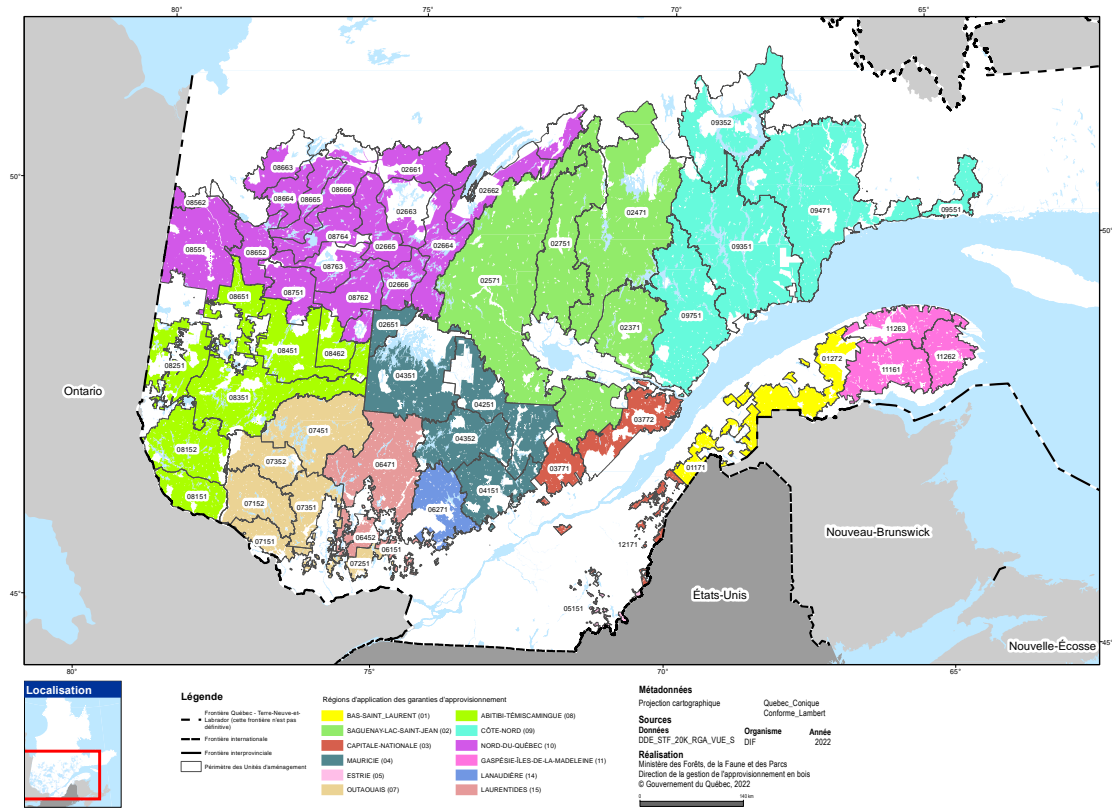 80°
75°
70°
65°
50°
50°
45°
45°
80°
75°
70°
65°
09352
08663
02661
08666
08664
08665
02662
08562
02663
02471
09471
09551
08764
08551
08652
02665
02664
02751
09351
08763
02571
08751
02666
08651
08762
09751
02651
02371
11263
08451
08462
01272
11262
08251
04351
11161
Ontario
08351
04251
03772
07451
04352
08152
07352
06471
03771
01171
08151
07152
07351
04151
06271
06452
12171
Nouveau-Brunswick
07151
06151
07251
05151
États-Unis
Nouvelle-Écosse
Localisation
Légende
Frontière Québec - Terre-Neuve-et-
Labrador (cette frontière n'est pas
définitive)
Frontière internationale
Frontière interprovinciale
Périmètre des Unités d'aménagement
Régions d'application des garanties d'approvisionnement
BAS-SAINT_LAURENT (01)
SAGUENAY-LAC-SAINT-JEAN (02)
CAPITALE-NATIONALE (03)
MAURICIE (04)
ESTRIE (05)
OUTAOUAIS (07)
ABITIBI-TÉMISCAMINGUE (08)
CÔTE-NORD (09)
NORD-DU-QUÉBEC (10)
GASPÉSIE-ÎLES-DE-LA-MADELEINE (11)
LANAUDIÈRE (14)
LAURENTIDES (15)
Métadonnées
Projection cartographique Quebec_Conique
Conforme_Lambert
Sources
Données Organisme Année
DDE_STF_20K_RGA_VUE_S DIF 2022
Réalisation
Ministère des Forêts, de la Faune et des Parcs
Direction de la gestion de l'approvisionnement en bois
© Gouvernement du Québec, 2022
0 140 km